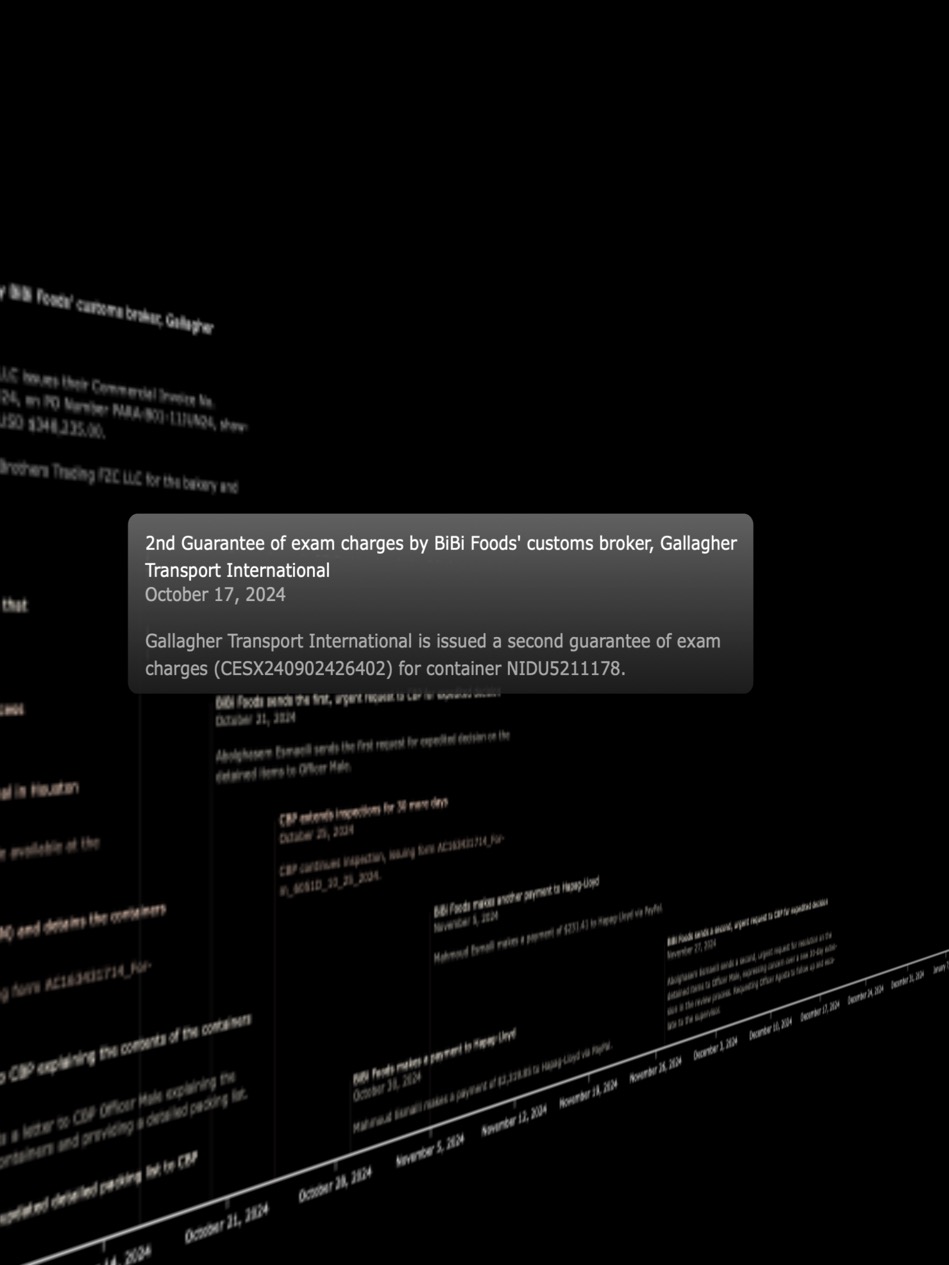 y BiBi Foods' customs broker, Gallagher
LLC issues their Commercial Invoice No.
24, on PO Number
USD $348,235.00.
Brothers Trading FZC LLC for the bakery and
2nd Guarantee of exam charges by BiBi Foods' customs broker, Gallagher
Transport International
October 17, 2024
Gallagher Transport International is issued a second guarantee of exam
charges (CESX240902426402) for container NIDU5211178.
that
al in Houston
e available at the
and detains the containers
g form AC163431714_For-
o CBP explaining the contents of the containers
s a letter to CBP Officer Male explaining the
ontainers and providing a detailed packing list.
updated detailed packing list to CBP
BiBi Foods sends the first, urgent request to CBP for expedited decision
October 21, 2024
Abolghasem Esmaeili sends the first request for expedited decision on the
detained items to Officer Male.
CBP extends inspections for 30 more days
October 25, 2024
CBP continues inspection, issuing form AC163431714_For-
m_6051D_10_25_2024.
BiBi Foods makes another payment to Hapag-Lloyd
November 5, 2024
Mahmoud Esmaili makes a payment of $231.43 to Hapag-Lloyd via PayPal.
BiBi Foods sends a second, urgent request to CBP for expedited decision
November 27, 2024
Abolghasem Esmaeili sends a second, urgent request for resolution on the
detained items to Officer Male, expressing concern over a new 30-day
in the review process. Requesting Officer to follow up and
to the supervisor.
BiBi Foods makes a payment to Hapag-Lloyd
October 30, 2024
Mahmoud Esmaili makes a payment of to Hapag-Lloyd via PayPal.
14, 2024
October 21, 2024
October 28, 2024
November 5, 2024
November 12, 2024
November 19, 2024
November 26, 2024
December 3, 2024
December 10, 2024
December 17, 2024
December 24, 2024
December 31, 2024
January